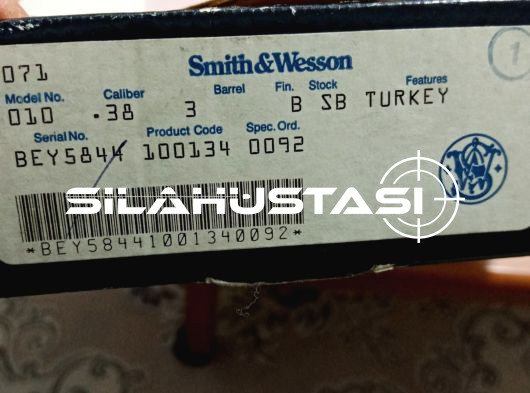 071
Smith&Wesson
1
Model No. Caliber Barrel Fin. Stock Features
010 .38 3 B SB TURKEY
Serial No. Product Code Spec. Ord.
BEY5844 100134 0092
SILAHUSTASI
*BEY58441001340092*